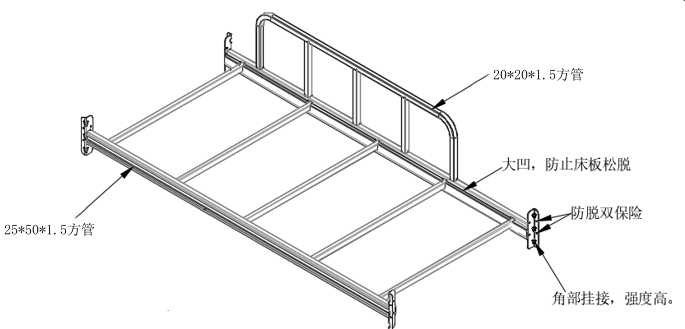 20*20*1.5方管
大凹，防止床板松脱
防脱双保险
25*50*1.5方管
角部挂接，强度高。